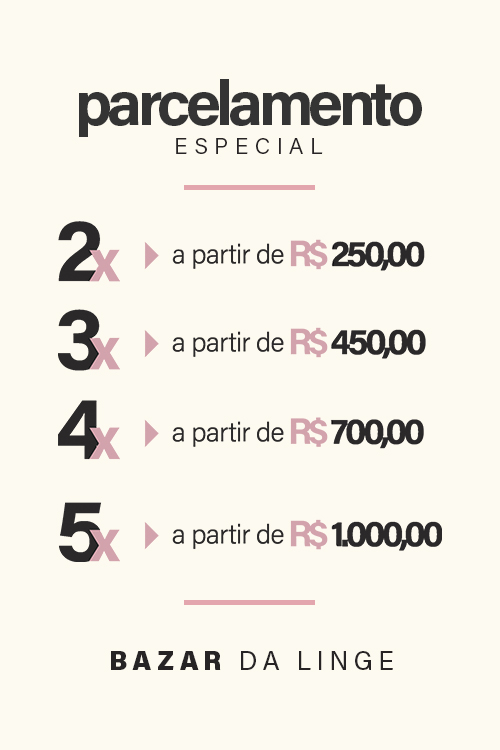 parcelamento
ESPECIAL
2x a partir de R$ 250,00
3x a partir de R$ 450,00
4x a partir de R$ 700,00
5x a partir de R$ 1.000,00
BAZAR DA LINGE